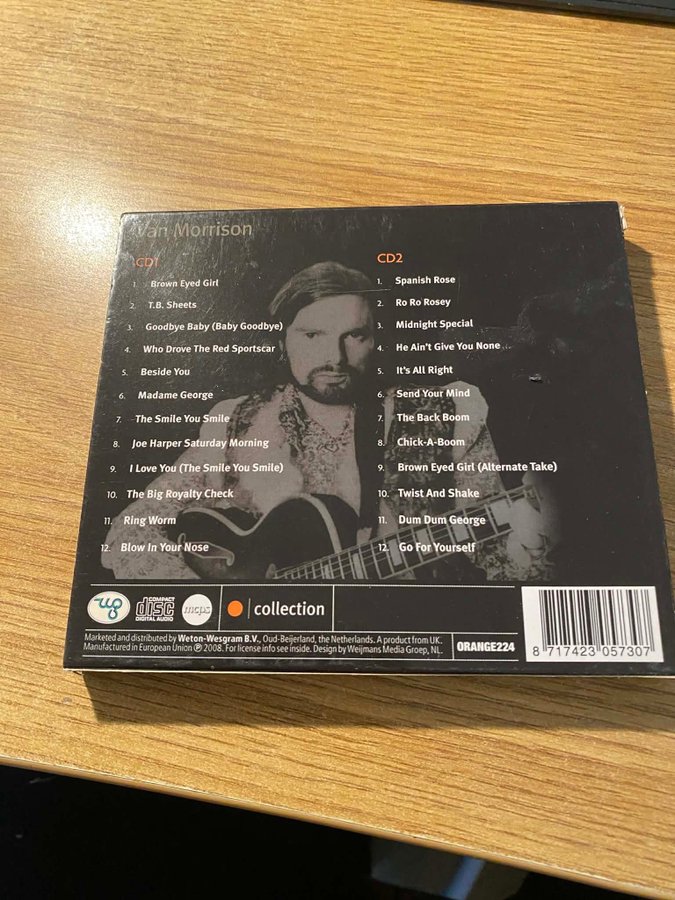 Van Morrison
CD1
1. Brown Eyed Girl
2. T.B. Sheets
3. Goodbye Baby (Baby Goodbye)
4. Who Drove The Red Sportscar
5. Beside You
6. Madame George
7. The Smile You Smile
8. Joe Harper Saturday Morning
9. I Love You (The Smile You Smile)
10. The Big Royalty Check
11. Ring Worm
12. Blow In Your Nose
CD2
1. Spanish Rose
2. Ro Ro Rosey
3. Midnight Special
4. He Ain't Give You None
5. It's All Right
6. Send Your Mind
7. The Back Boom
8. Chick-A-Boom
9. Brown Eyed Girl (Alternate Take)
10. Twist And Shake
11. Dum Dum George
12. Go For Yourself
COMPACT
disc
DIGITAL AUDIO
mcps
collection
Marketed and distributed by Weton-Wesgram B.V., Oud-Beijerland, the Netherlands. A product from UK.
Manufactured in European Union ℗ 2008. For license info see inside. Design by Weijmans Media Groep, NL.
ORANGE224
8 717423 057307